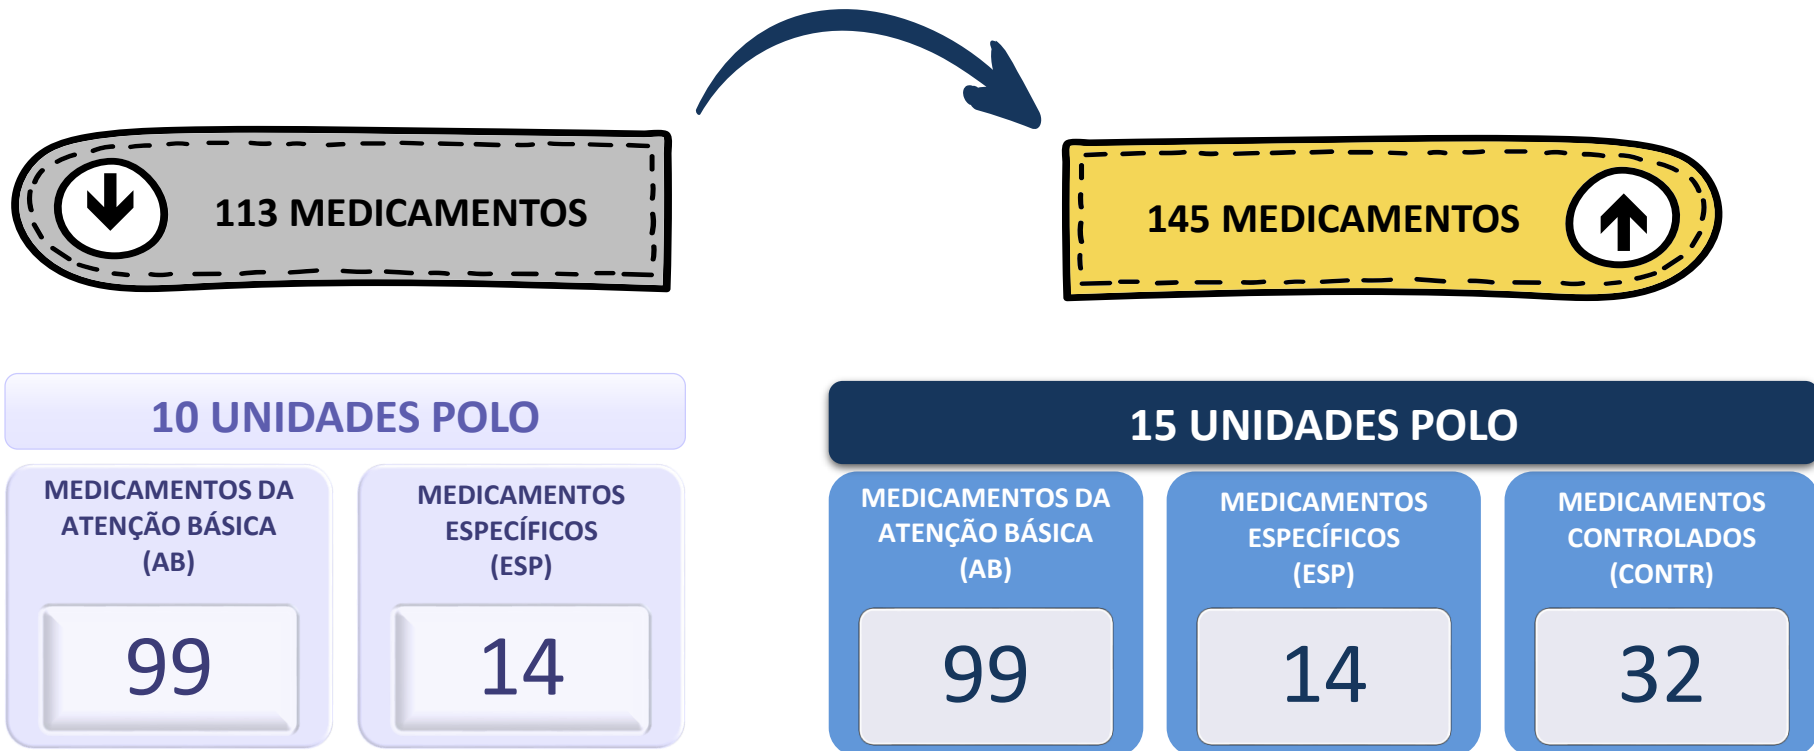 113 MEDICAMENTOS
145 MEDICAMENTOS
10 UNIDADES POLO
MEDICAMENTOS DA
ATENÇÃO BÁSICA
(AB)
99
MEDICAMENTOS
ESPECÍFICOS
(ESP)
14
15 UNIDADES POLO
MEDICAMENTOS DA
ATENÇÃO BÁSICA
(AB)
99
MEDICAMENTOS
ESPECÍFICOS
(ESP)
14
MEDICAMENTOS
CONTROLADOS
(CONTR)
32